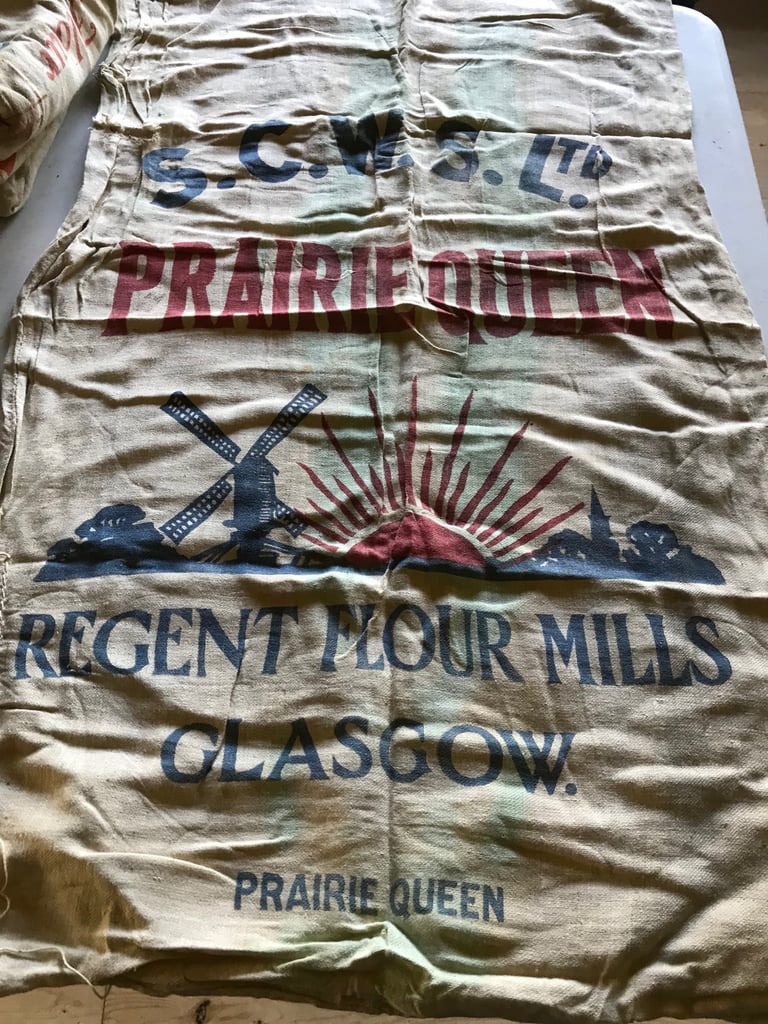 S.C.W.S. LTD.
PRAIRIE QUEEN
REGENT FLOUR MILLS
GLASGOW.
PRAIRIE QUEEN